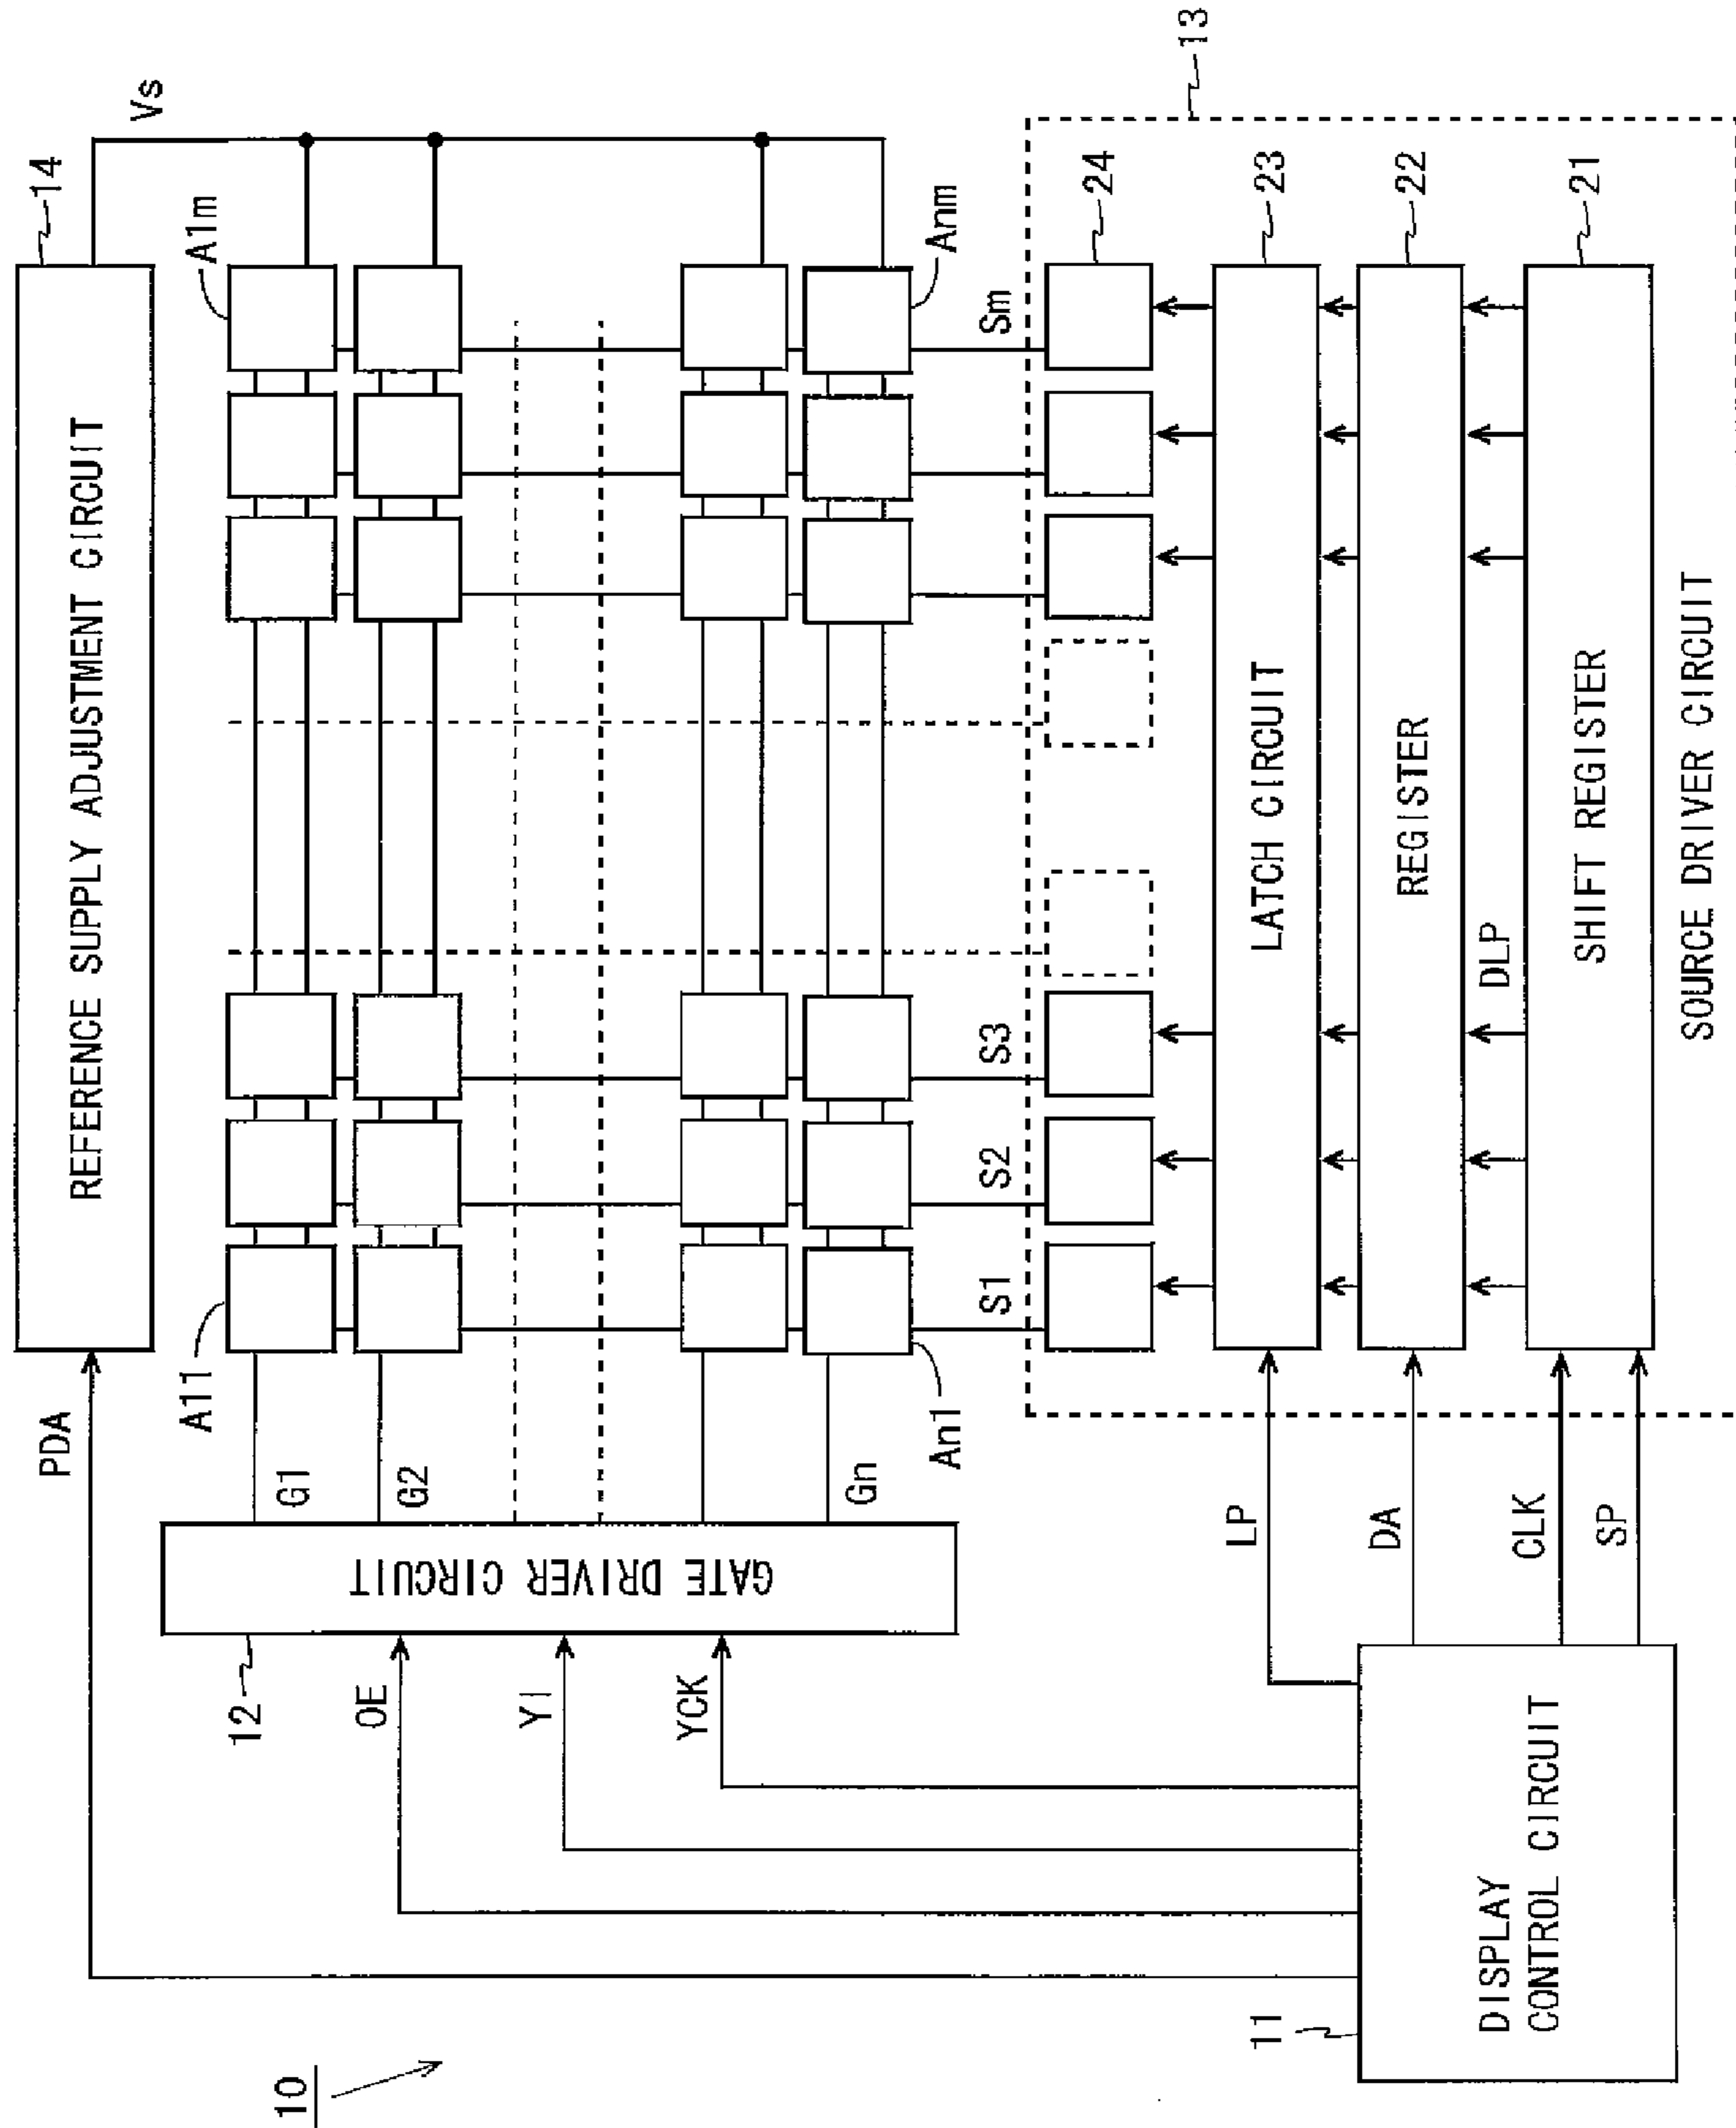 10
PDA
REFERENCE SUPPLY ADJUSTMENT CIRCUIT
14
Vs
A11
A1m
12
GATE DRIVER CIRCUIT
G1
G2
Gn
OE
YI
YCK
An1
Anm
S1
S2
S3
Sm
13
24
LP
LATCH CIRCUIT
23
DA
REGISTER
22
DLP
CLK
SP
SHIFT REGISTER
21
SOURCE DRIVER CIRCUIT
11
DISPLAY
CONTROL CIRCUIT